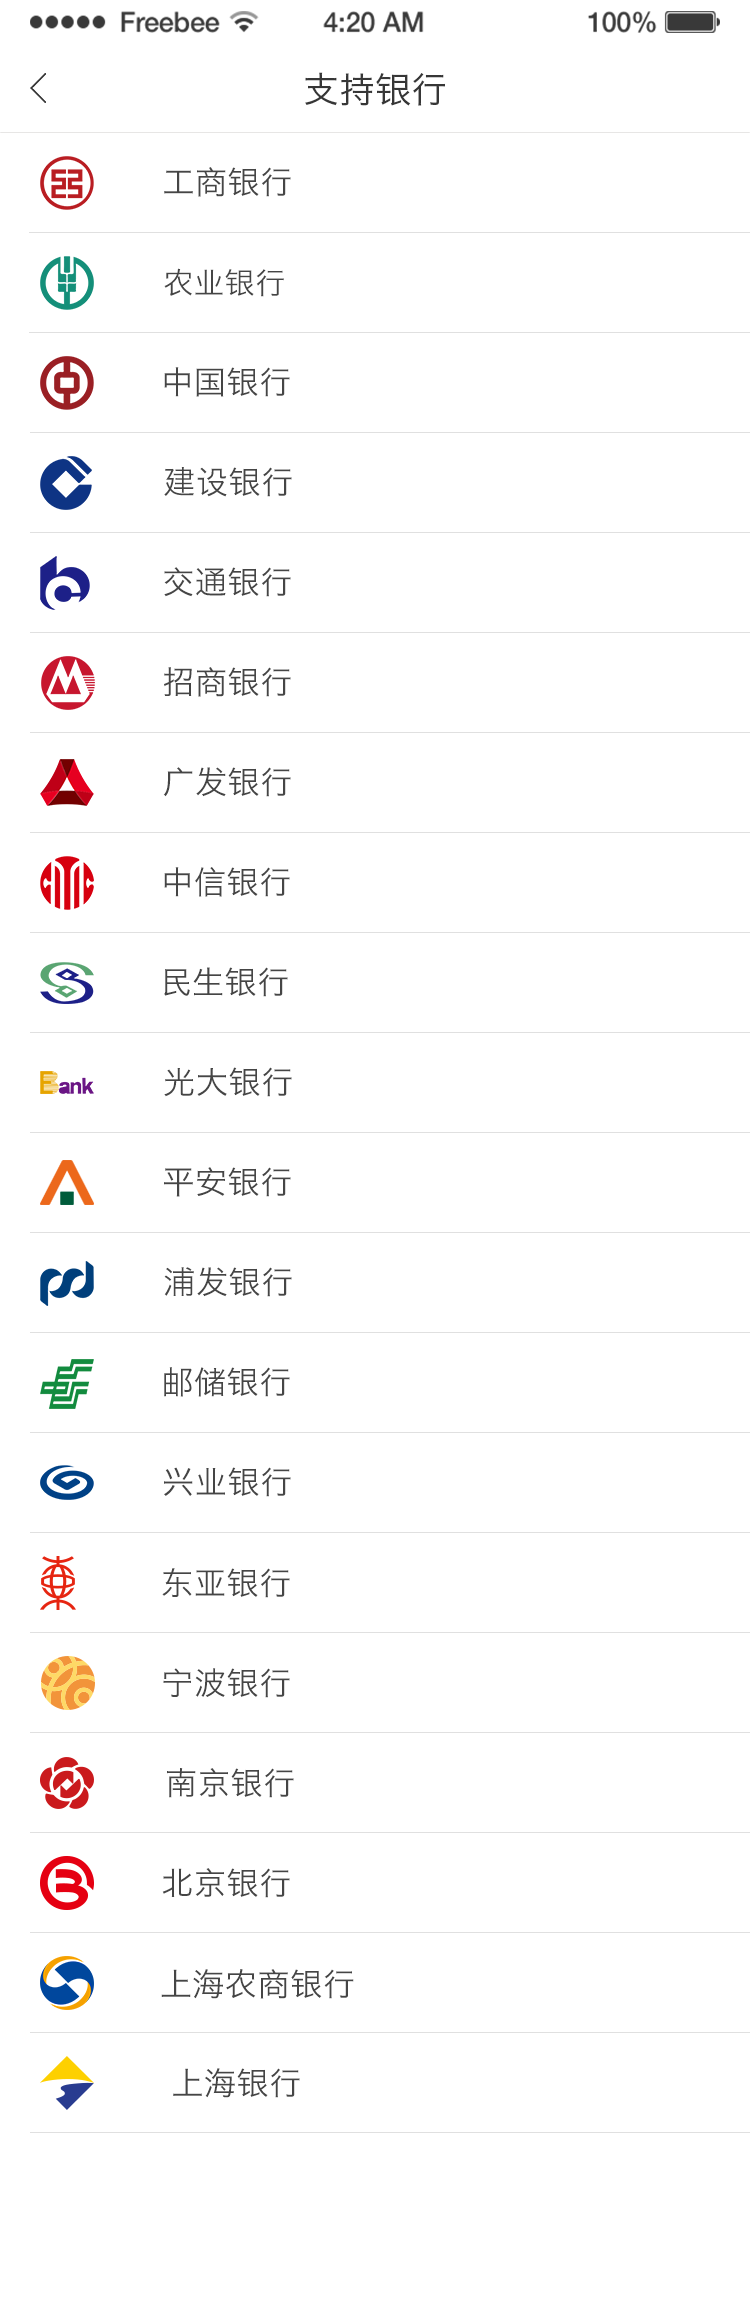 Freebee 4:20 AM 100%
支持银行
工商银行
农业银行
中国银行
建设银行
交通银行
招商银行
广发银行
中信银行
民生银行
Bank 光大银行
平安银行
浦发银行
邮储银行
兴业银行
东亚银行
宁波银行
南京银行
北京银行
上海农商银行
上海银行